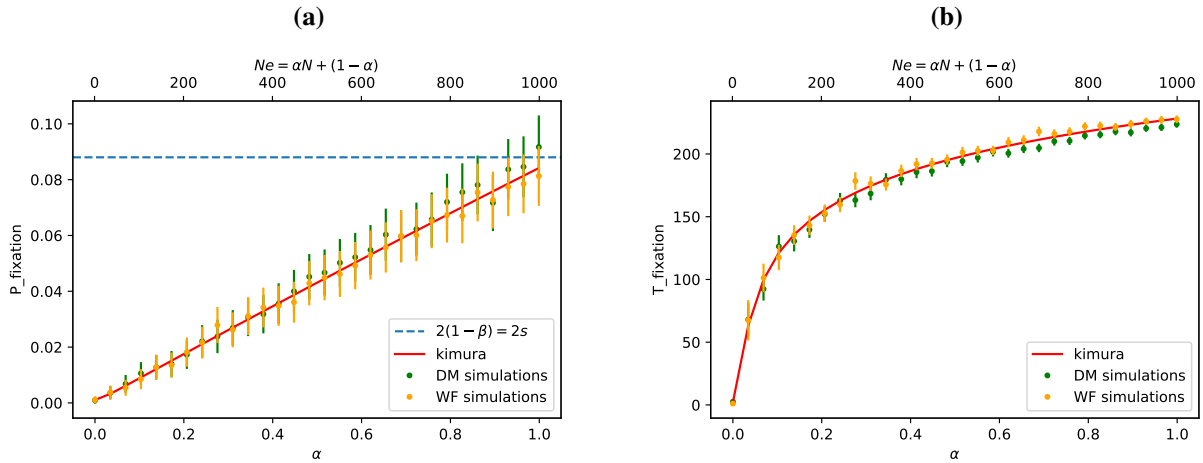 (a)
Ne = αN + (1 − α)
0 200 400 600 800 1000
P_fixation
0.10
0.08
0.06
0.04
0.02
0.00
2(1 − β) = 2s
kimura
DM simulations
WF simulations
0.0 0.2 0.4 0.6 0.8 1.0
α
(b)
Ne = αN + (1 − α)
0 200 400 600 800 1000
T_fixation
200
150
100
50
0
kimura
DM simulations
WF simulations
0.0 0.2 0.4 0.6 0.8 1.0
α